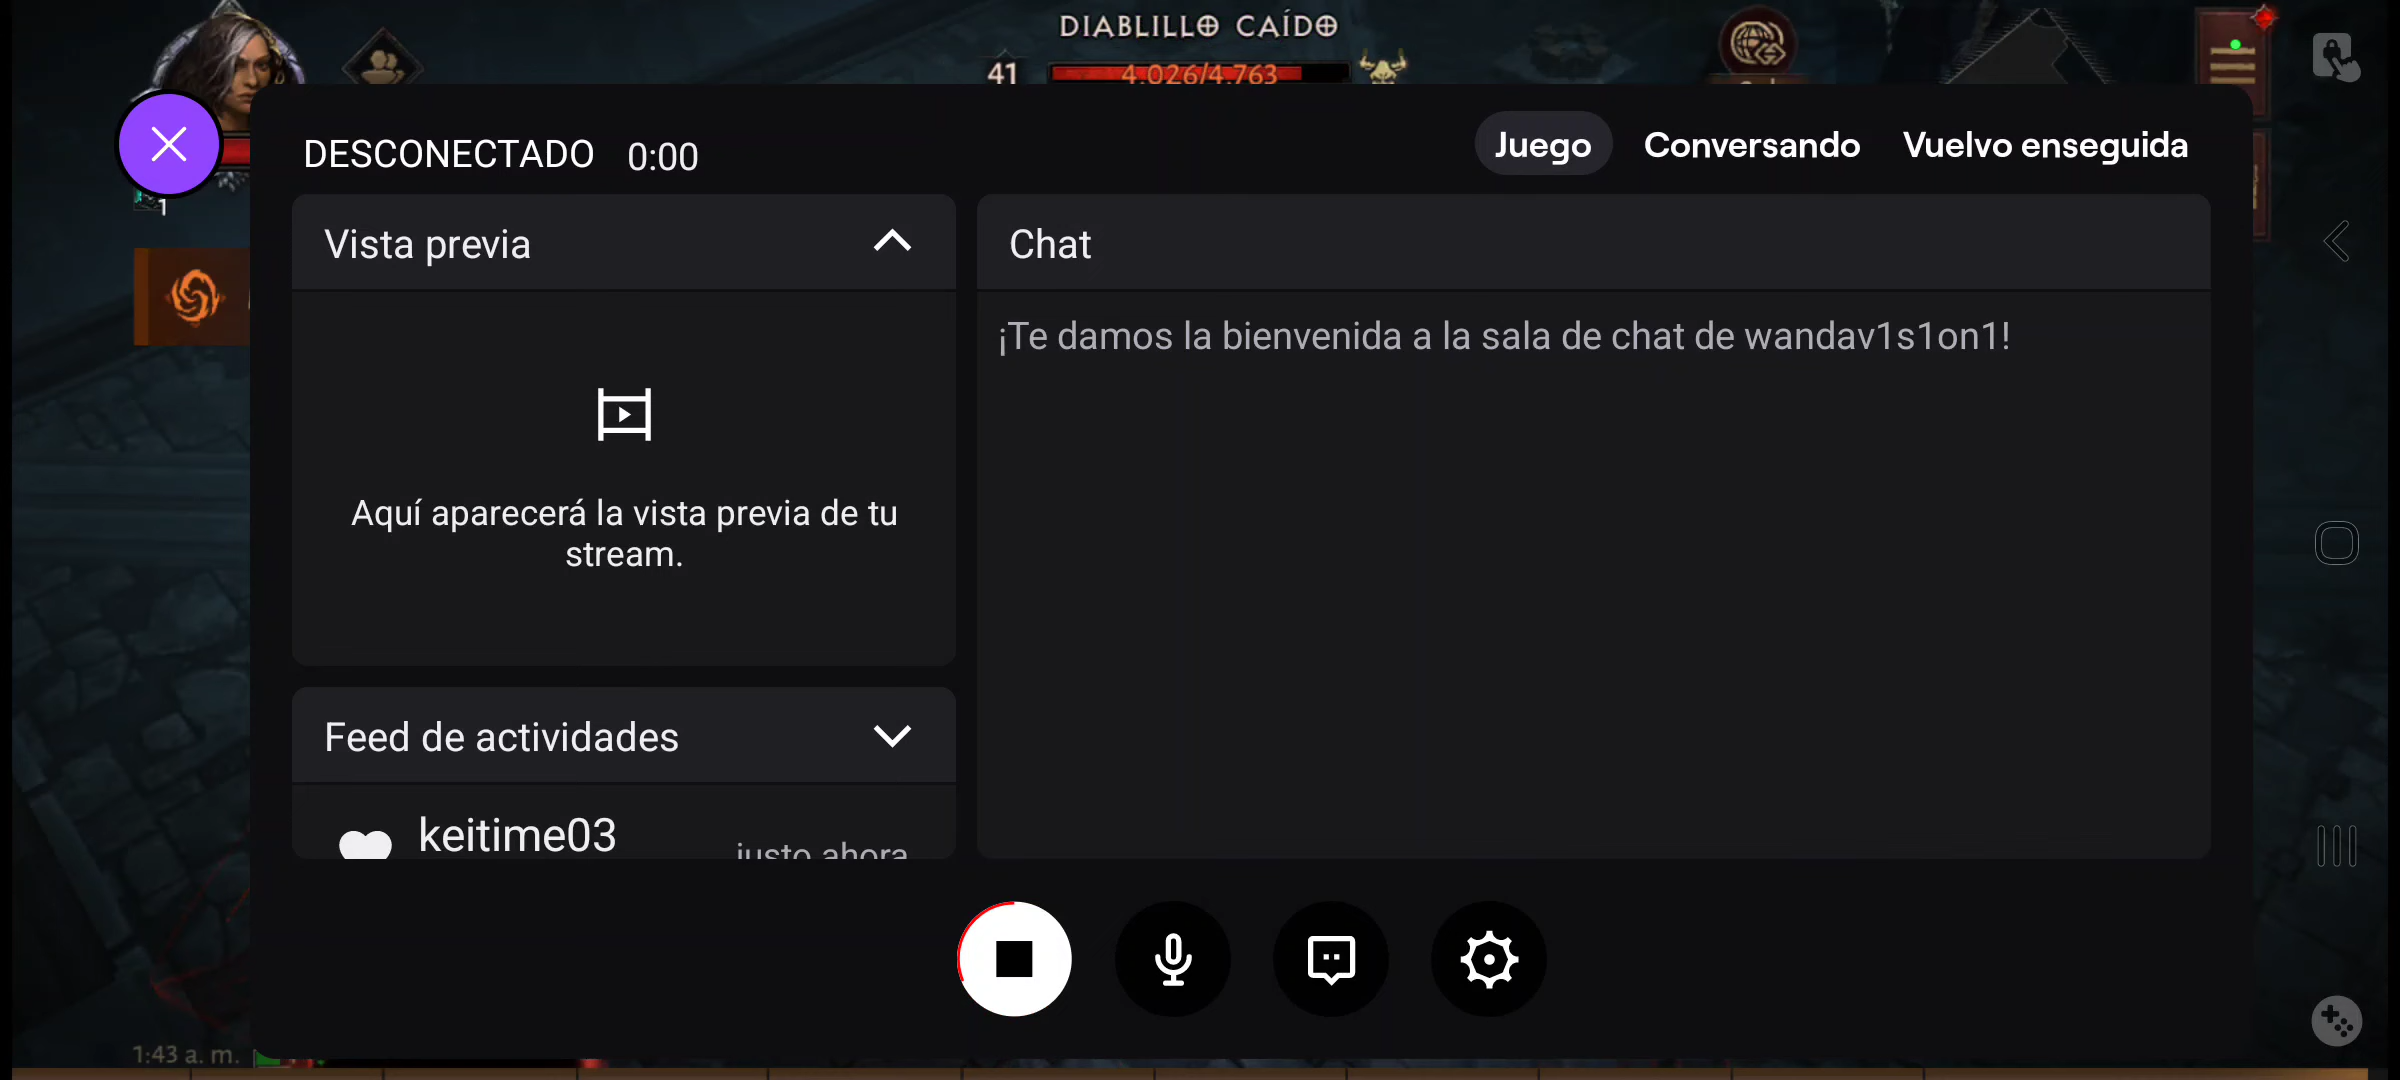 DIABLILLO CAÍDO
41
4.026/4.763
DESCONECTADO 0:00
Juego Conversando Vuelvo enseguida
1
Vista previa
Chat
¡Te damos la bienvenida a la sala de chat de wandav1s1on1!
Aquí aparecerá la vista previa de tu
stream.
Feed de actividades
keitime03
justo ahora
1:43 a. m.